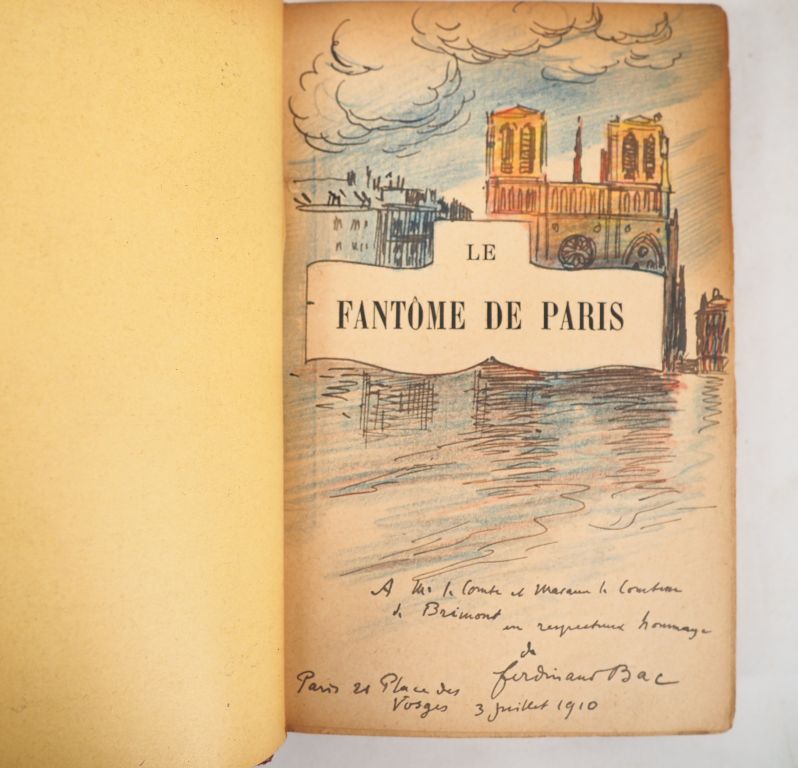 LE
FANTÔME DE PARIS
A Mr le Comte et Madame la Comtesse
de Brimont
en respectueux hommage
de
Ferdinand Bac
Paris 21 Place des
Vosges 3 juillet 1910